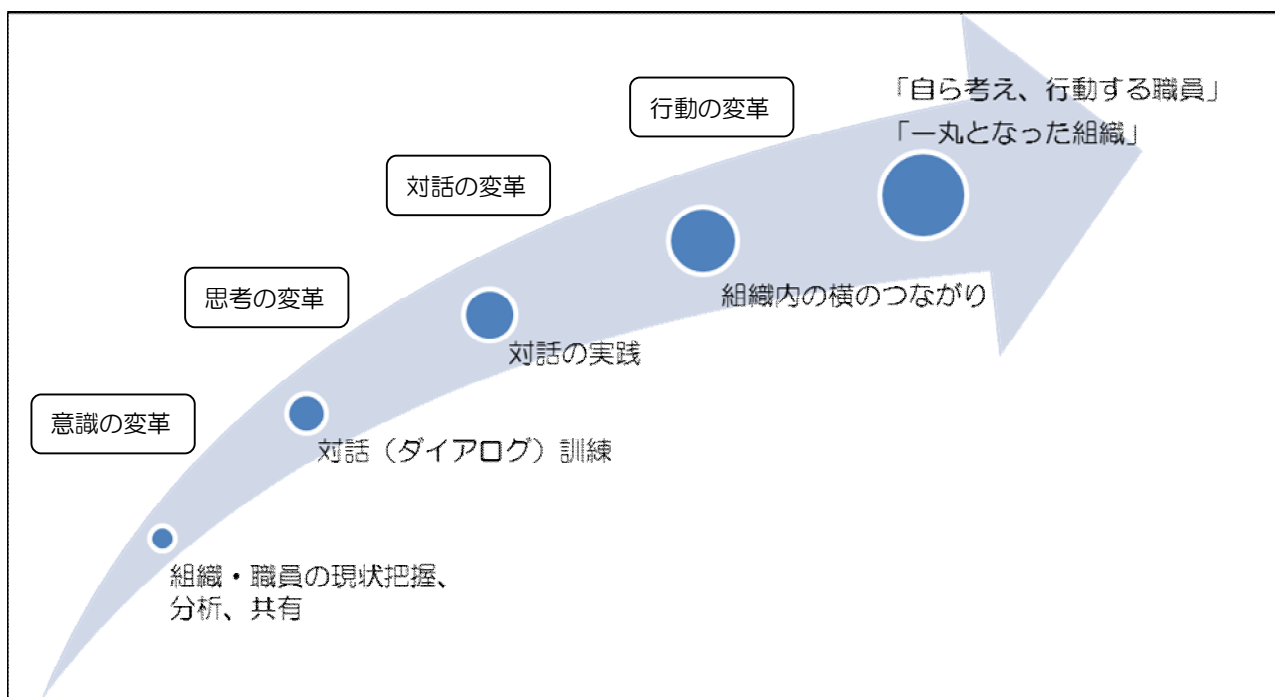 「自ら考え、行動する職員」
「一丸となった組織」
行動の変革
対話の変革
組織内の横のつながり
思考の変革
対話の実践
意識の変革
対話（ダイアログ）訓練
組織・職員の現状把握、
分析、共有